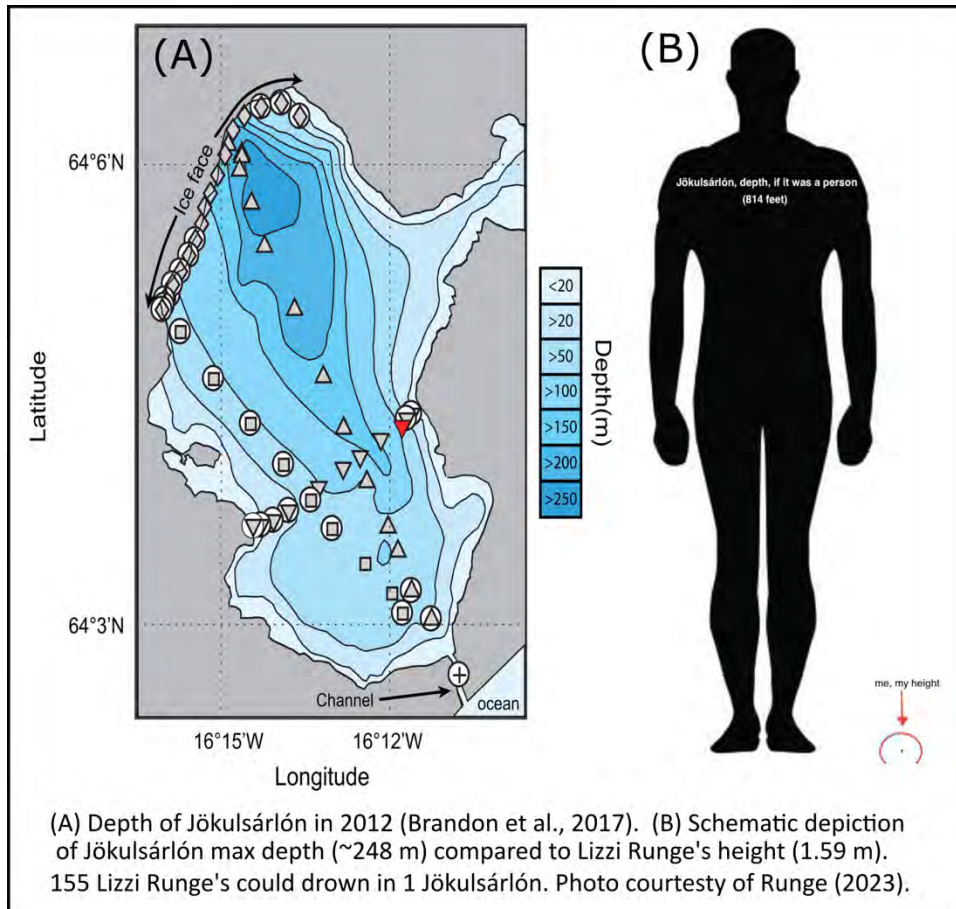 (A)
(B)
64°6'N
Ice face
Jökulsárlón, depth, if it was a person
(814 feet)
Latitude
<20
>20
>50
>100
>150
>200
>250
Depth(m)
64°3'N
Channel
ocean
me, my height
16°15'W
16°12'W
Longitude
(A) Depth of Jökulsárlón in 2012 (Brandon et al., 2017). (B) Schematic depiction
of Jökulsárlón max depth (~248 m) compared to Lizzi Runge's height (1.59 m).
155 Lizzi Runge's could drown in 1 Jökulsárlón. Photo courtesty of Runge (2023).